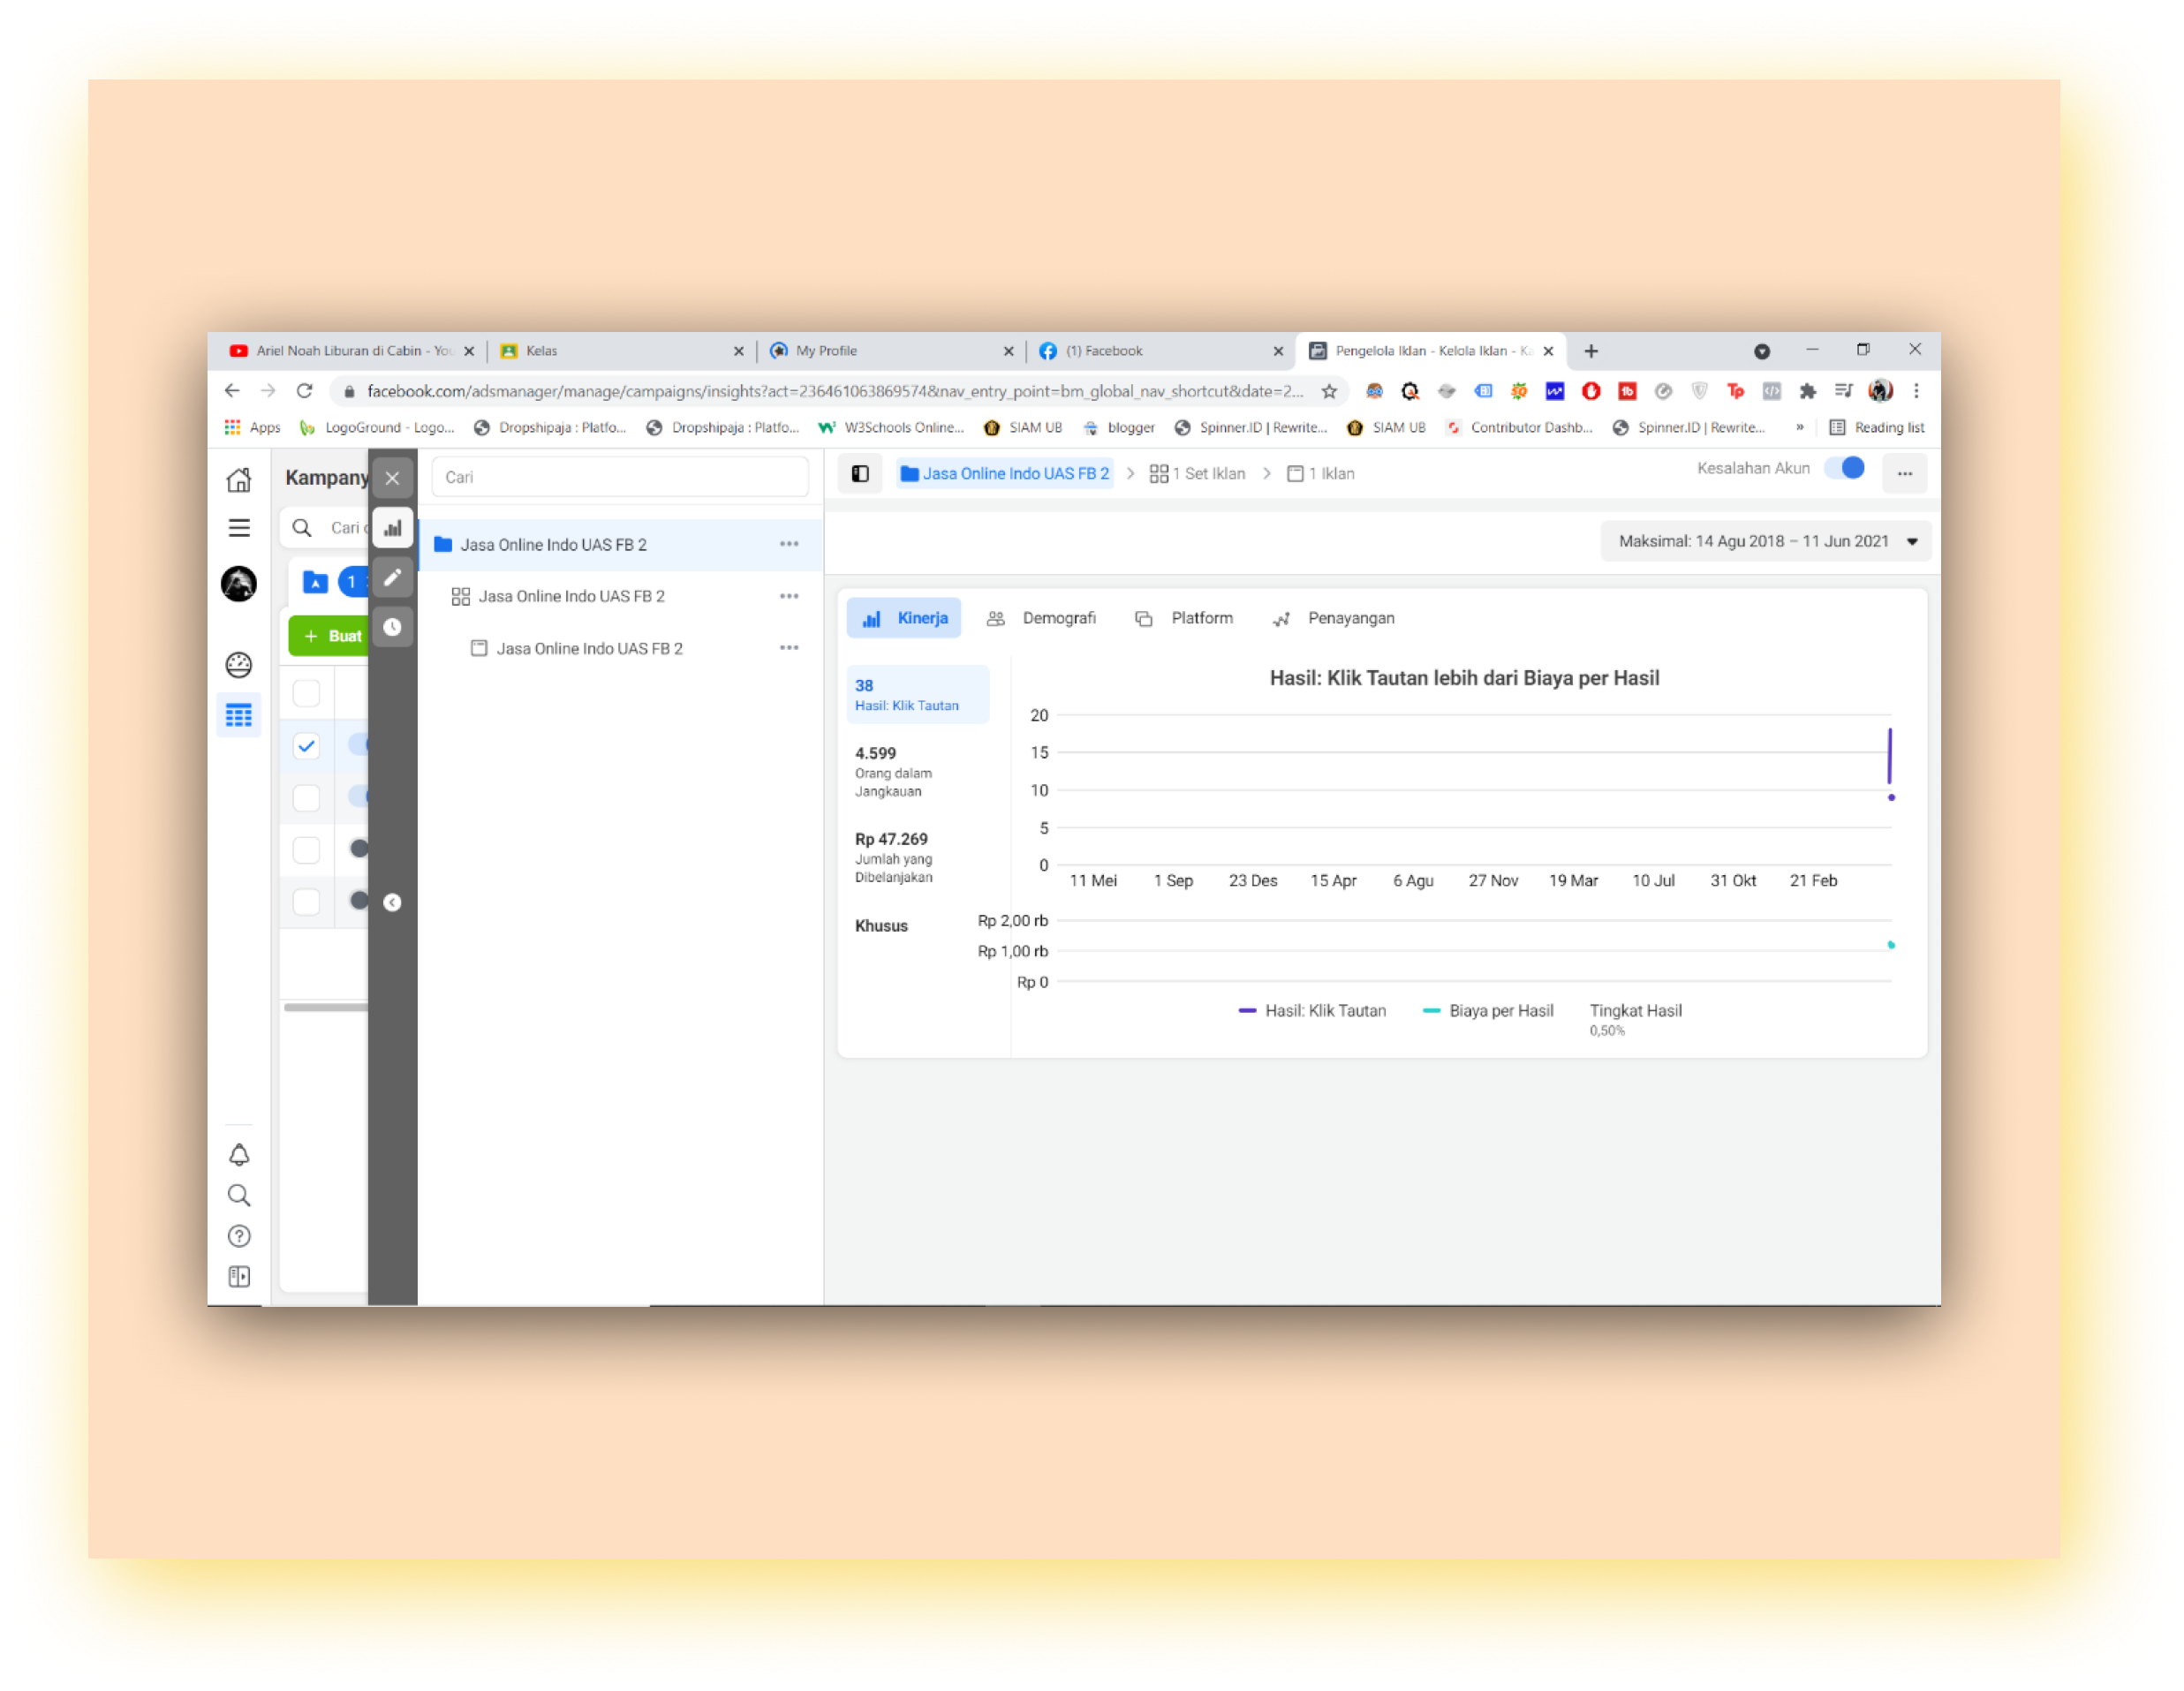 Ariel Noah Liburan di Cabin - You
Kelas
My Profile
(1) Facebook
Pengelola Iklan - Kelola Iklan - Ka
facebook.com/adsmanager/manage/campaigns/insights?act=236461063869574&nav_entry_point=bm_global_nav_shortcut&date=2...
Apps
LogoGround - Logo...
Dropshipaja : Platfo...
Dropshipaja : Platfo...
W3Schools Online...
SIAM UB
blogger
Spinner.ID | Rewrite...
SIAM UB
Contributor Dashb...
Spinner.ID | Rewrite...
»
Reading list
Kampany
Cari
1
+ Buat
Cari
Jasa Online Indo UAS FB 2
Jasa Online Indo UAS FB 2
Jasa Online Indo UAS FB 2
Jasa Online Indo UAS FB 2 > 1 Set Iklan > 1 Iklan
Kesalahan Akun
Maksimal: 14 Agu 2018 – 11 Jun 2021
Kinerja
Demografi
Platform
Penayangan
38
Hasil: Klik Tautan
4.599
Orang dalam
Jangkauan
Rp 47.269
Jumlah yang
Dibelanjakan
Khusus
Hasil: Klik Tautan lebih dari Biaya per Hasil
20
15
10
5
0
11 Mei 1 Sep 23 Des 15 Apr 6 Agu 27 Nov 19 Mar 10 Jul 31 Okt 21 Feb
Rp 2,00 rb
Rp 1,00 rb
Rp 0
Hasil: Klik Tautan
Biaya per Hasil
Tingkat Hasil
0,50%